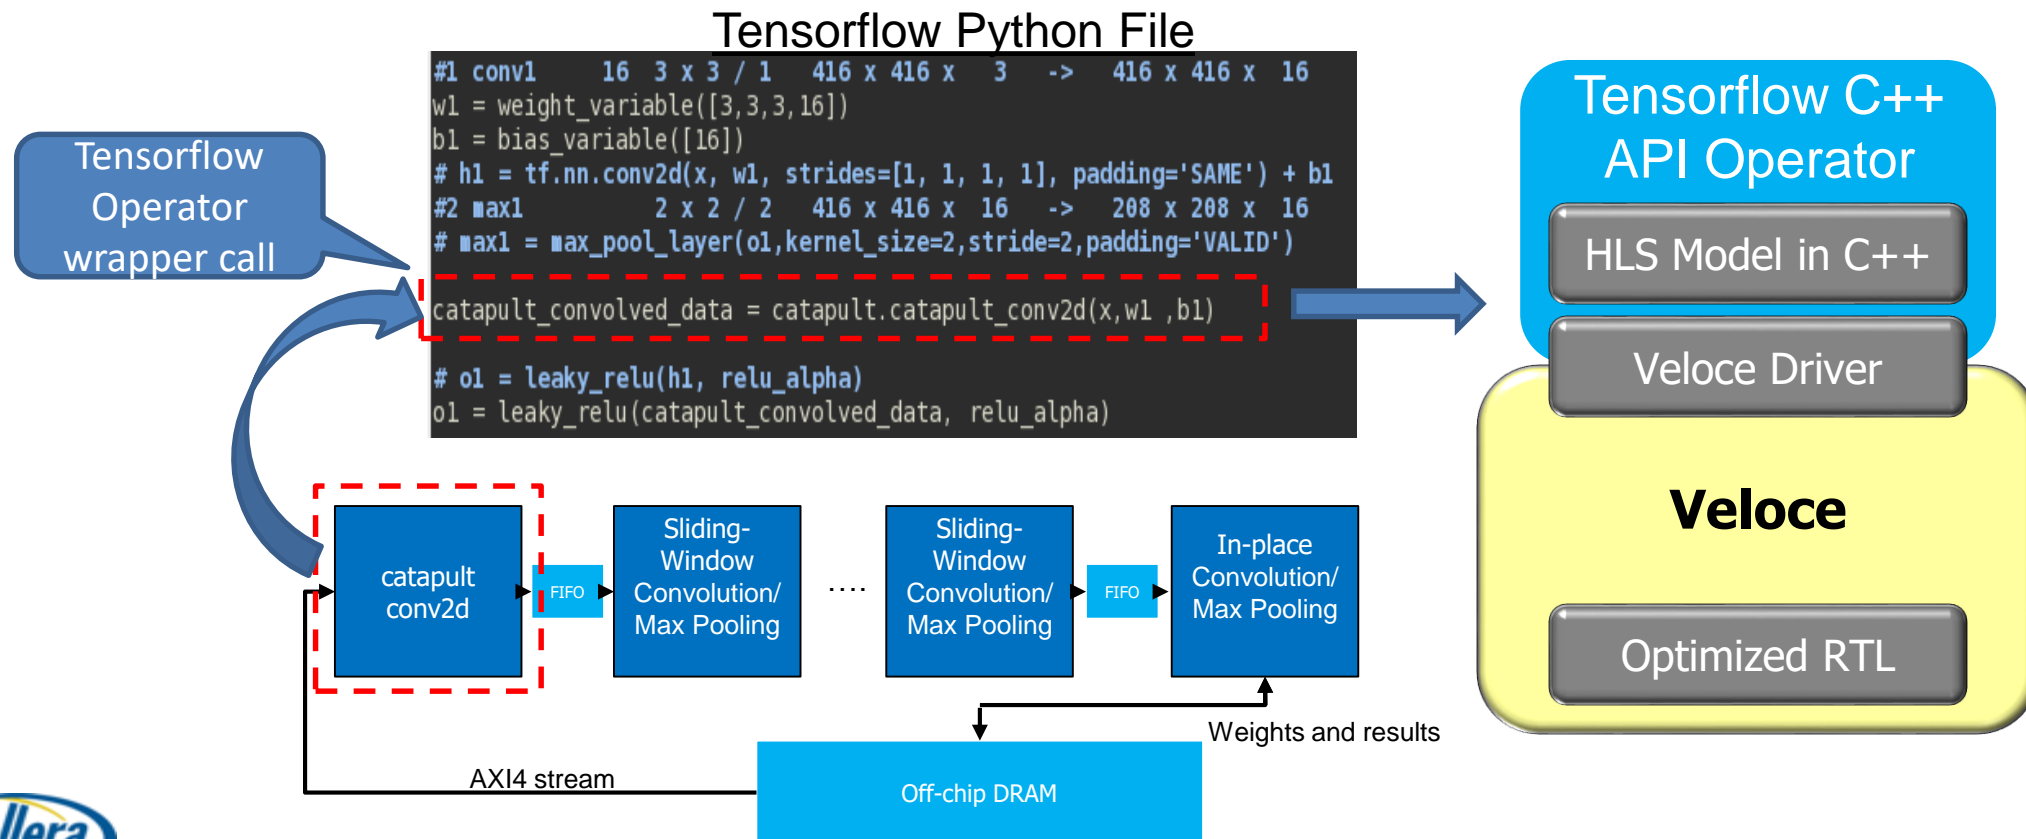 Tensorflow Python File
#1 conv1 16 3 x 3 / 1 416 x 416 x 3 -> 416 x 416 x 16
w1 = weight_variable([3,3,3,16])
b1 = bias_variable([16])
# h1 = tf.nn.conv2d(x, w1, strides=[1, 1, 1, 1], padding='SAME') + b1
#2 max1 2 x 2 / 2 416 x 416 x 16 -> 208 x 208 x 16
# max1 = max_pool_layer(o1,kernel_size=2,stride=2,padding='VALID')
catapult_convolved_data = catapult.catapult_conv2d(x,w1 ,b1)
# o1 = leaky_relu(h1, relu_alpha)
o1 = leaky_relu(catapult_convolved_data, relu_alpha)
Tensorflow
Operator
wrapper call
Tensorflow C++
API Operator
HLS Model in C++
Veloce Driver
Veloce
Optimized RTL
catapult
conv2d
FIFO
Sliding-
Window
Convolution/
Max Pooling
....
Sliding-
Window
Convolution/
Max Pooling
FIFO
In-place
Convolution/
Max Pooling
Weights and results
AXI4 stream
Off-chip DRAM
llera